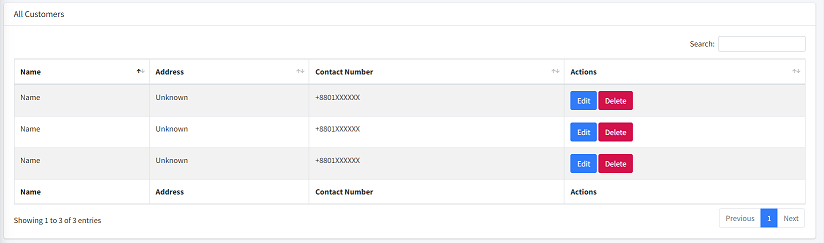 All Customers
Search:
Name Address Contact Number Actions
Name Unknown +8801XXXXXX Edit Delete
Name Unknown +8801XXXXXX Edit Delete
Name Unknown +8801XXXXXX Edit Delete
Name Address Contact Number Actions
Showing 1 to 3 of 3 entries Previous 1 Next